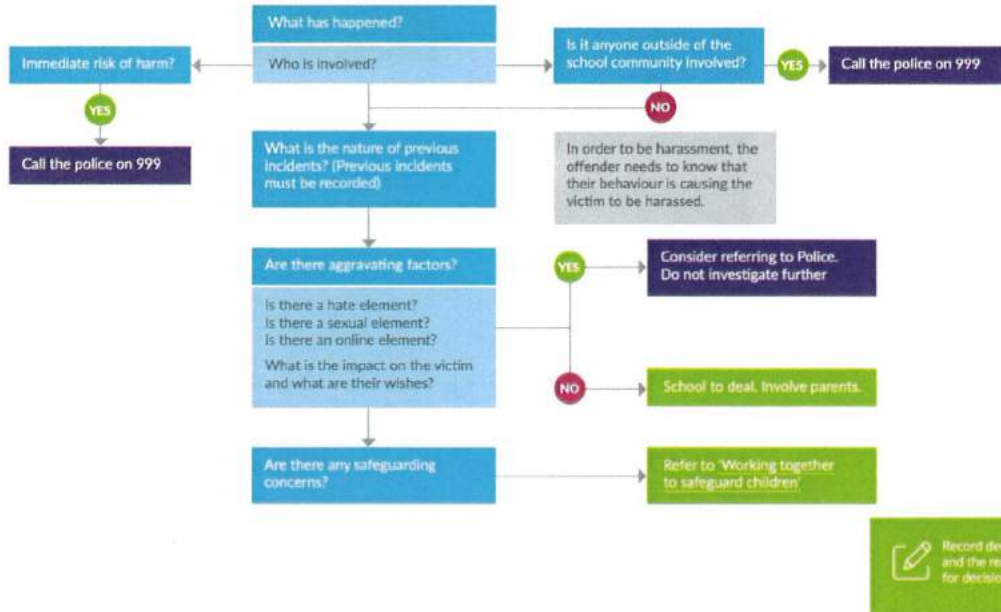 What has happened?
Immediate risk of harm?
Who is involved?
Is it anyone outside of the
school community involved?
YES
Call the police on 999
YES
NO
Call the police on 999
What is the nature of previous
incidents? (Previous incidents
must be recorded)
In order to be harassment, the
offender needs to know that
their behaviour is causing the
victim to be harassed.
Are there aggravating factors?
YES
Consider referring to Police.
Do not investigate further
Is there a hate element?
Is there a sexual element?
Is there an online element?
What is the impact on the victim
and what are their wishes?
NO
School to deal. Involve parents.
Are there any safeguarding
concerns?
Refer to 'Working together
to safeguard children'
Record
and the
for